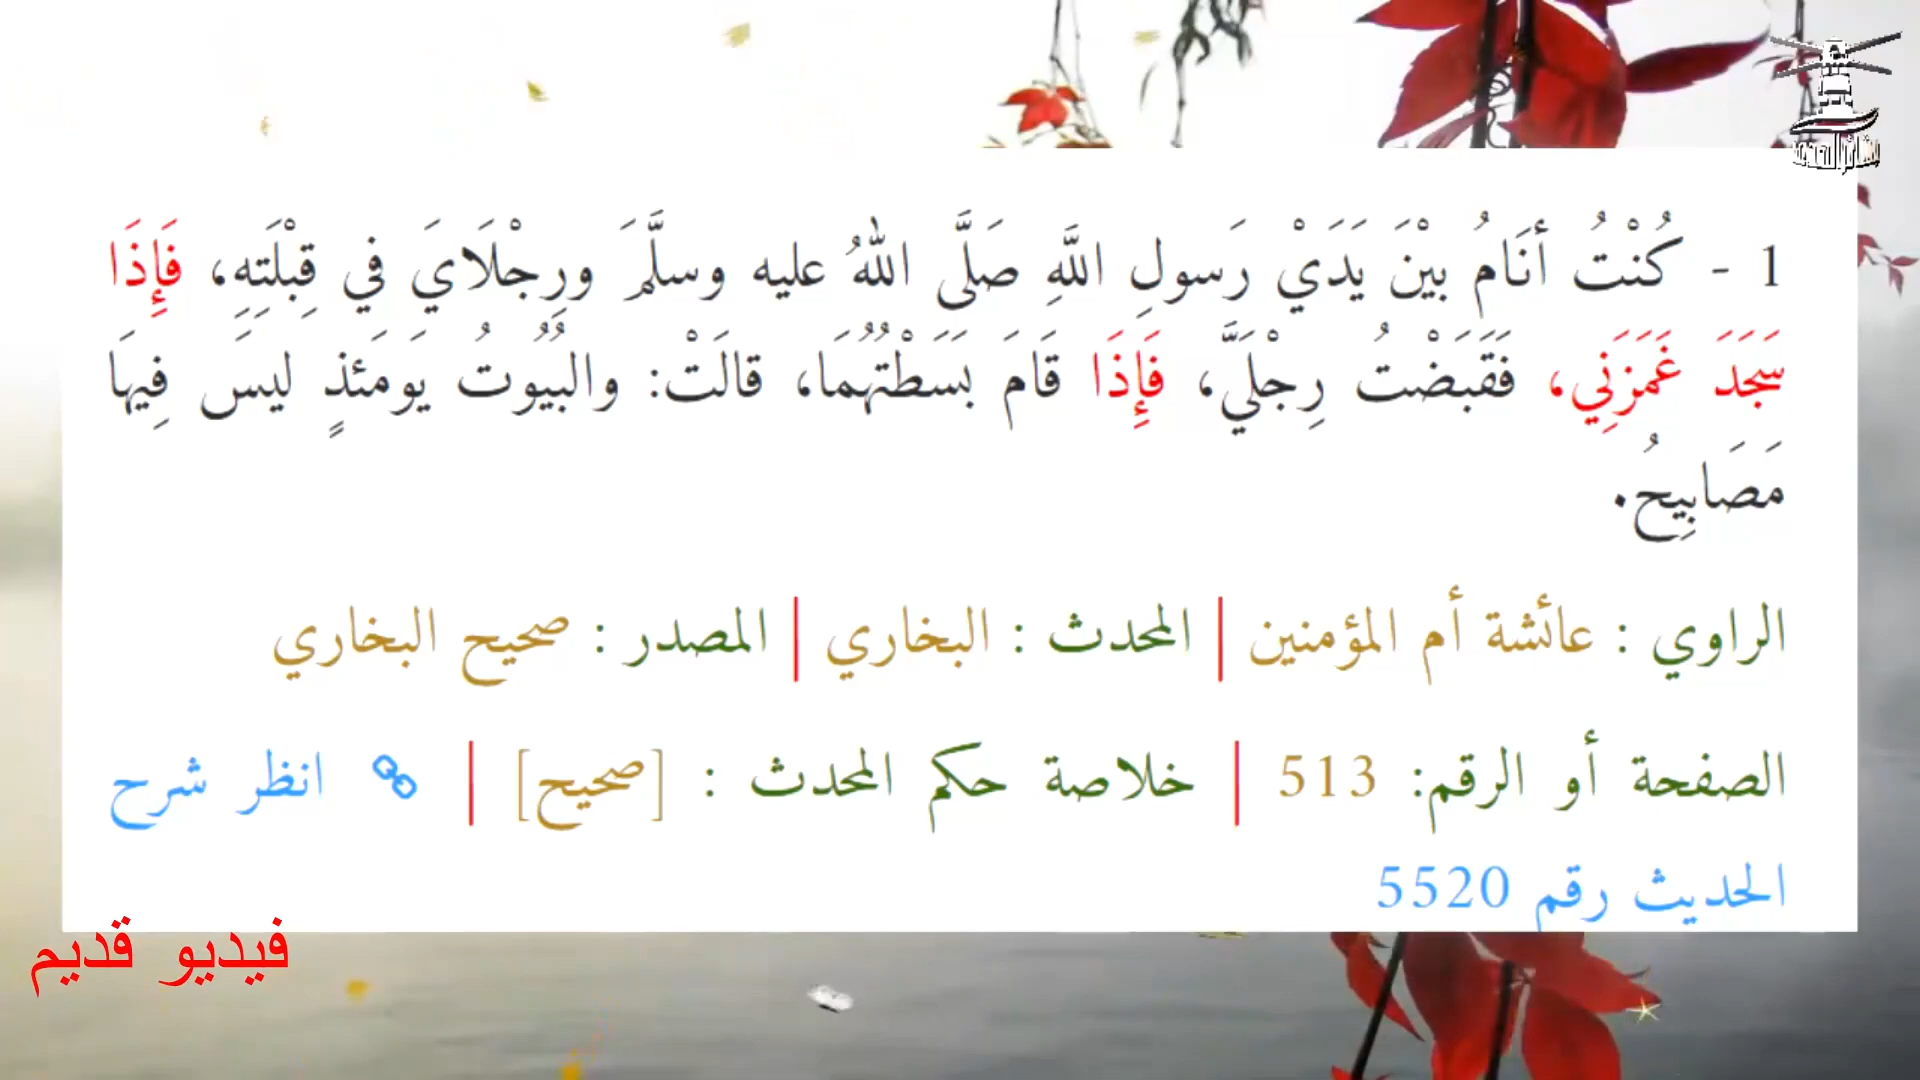 1 - كُنْتُ أنَامُ بيْنَ يَدَيْ رَسولِ اللَّهِ صَلَّى اللهُ عليه وسلَّمَ ورِجْلَايَ في قِبْلَتِهِ، فَإِذَا
سَجَدَ غَمَزَنِي، فَقَبَضْتُ رِجْلَيَّ، فَإِذَا قَامَ بَسَطْتُهُمَا، قالَتْ: والبُيُوتُ يَومَئذٍ ليسَ فِيهَا
مَصَابِيحُ.
الراوي : عائشة أم المؤمنين | المحدث : البخاري | المصدر : صحيح البخاري
الصفحة أو الرقم: 513 | خلاصة حكم المحدث : [صحيح] | انظر شرح
الحديث رقم 5520
فيديو قديم